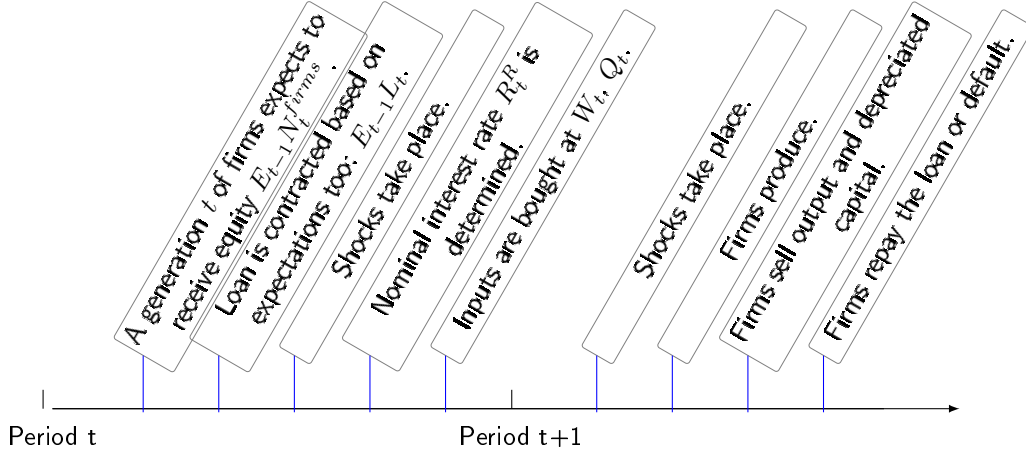 A generation t of firms expects to
receive equity E_{t−1}N_t^{firms}.
Loan is contracted based on
expectations too: E_{t−1}L_t.
Shocks take place.
Nominal interest rate R_t^R is
determined.
Inputs are bought at W_t, Q_t.
Shocks take place.
Firms produce.
Firms sell output and depreciated
capital.
Firms repay the loan or default.
Period t
Period t+1